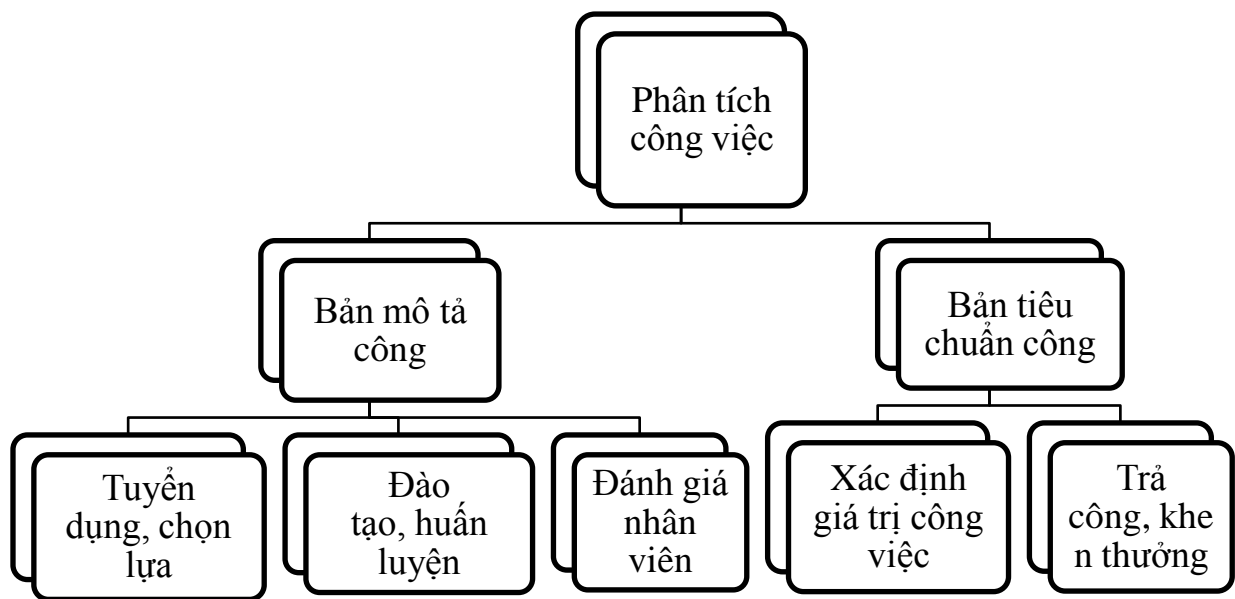 Phân tích
công việc
Bản mô tả
công
Bản tiêu
chuẩn công
Tuyển
dụng, chọn
lựa
Đào
tạo, huấn
luyện
Đánh giá
nhân
viên
Xác định
giá trị công
việc
Trả
công, khe
n thưởng